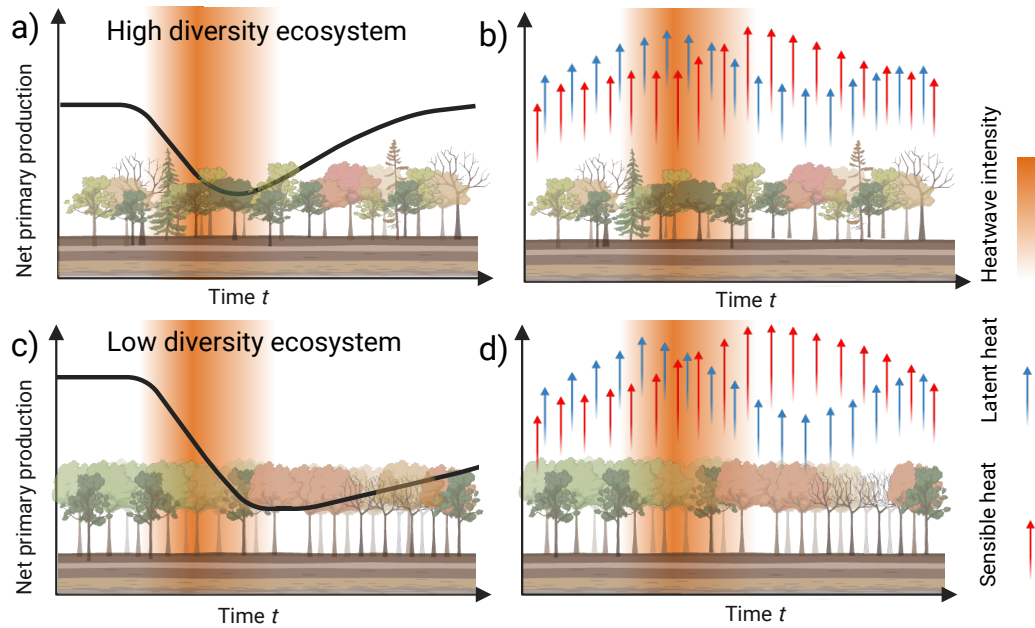 a)
High diversity ecosystem
Net primary production
Time t
b)
Time t
c)
Low diversity ecosystem
Net primary production
Time t
d)
Time t
Heatwave intensity
Latent heat
Sensible heat